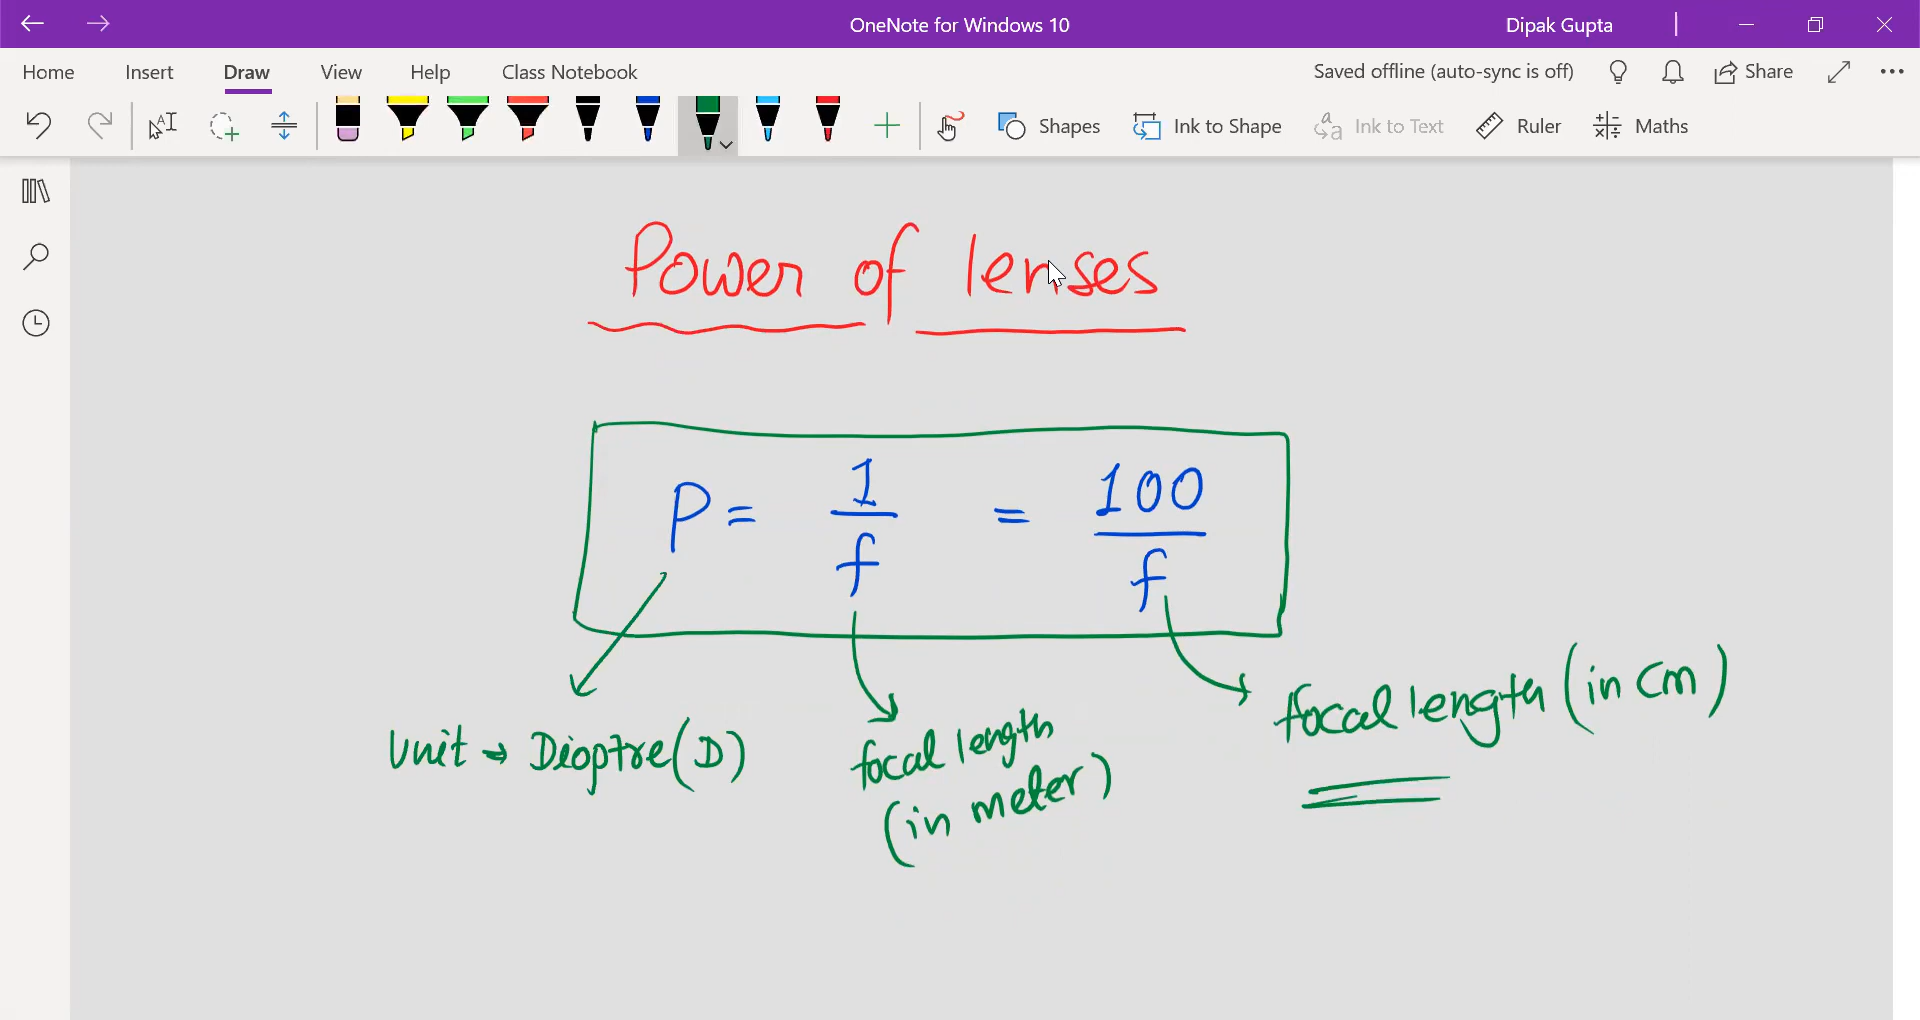 OneNote for Windows 10
Dipak Gupta
Home Insert Draw View Help Class Notebook
Saved offline (auto-sync is off) Share
Shapes Ink to Shape Ink to Text Ruler Maths
Power of lenses
P = 1/f = 100/f
Unit → Dioptre (D)
focal length
(in meter)
focal length (in cm)